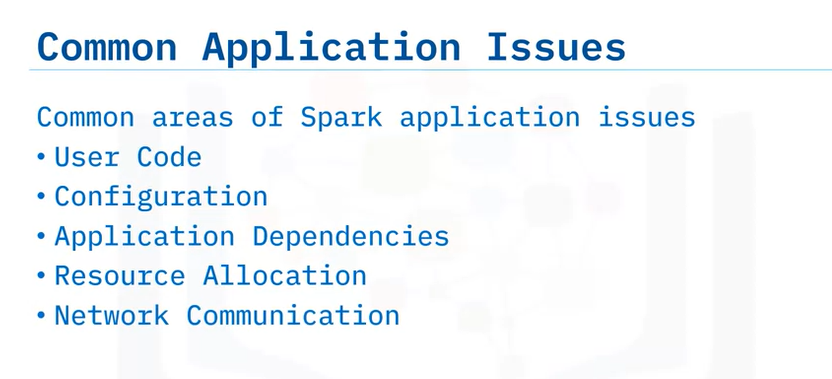 Common Application Issues
Common areas of Spark application issues
• User Code
• Configuration
• Application Dependencies
• Resource Allocation
• Network Communication